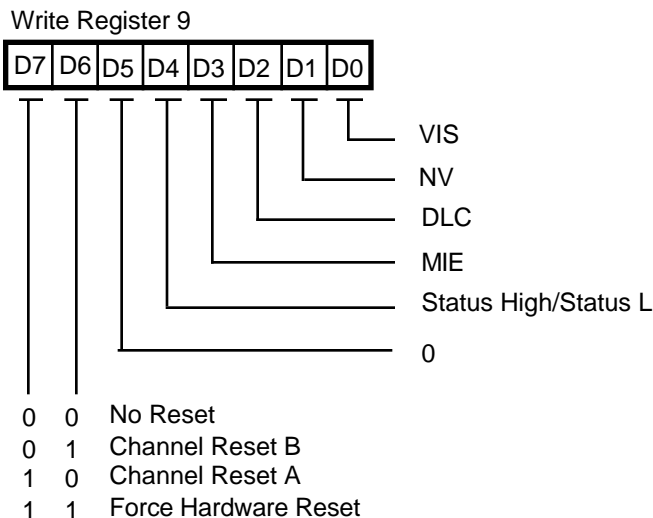 Write Register 9
D7 D6 D5 D4 D3 D2 D1 D0
VIS
NV
DLC
MIE
Status High/Status L
0
0 0 No Reset
0 1 Channel Reset B
1 0 Channel Reset A
1 1 Force Hardware Reset